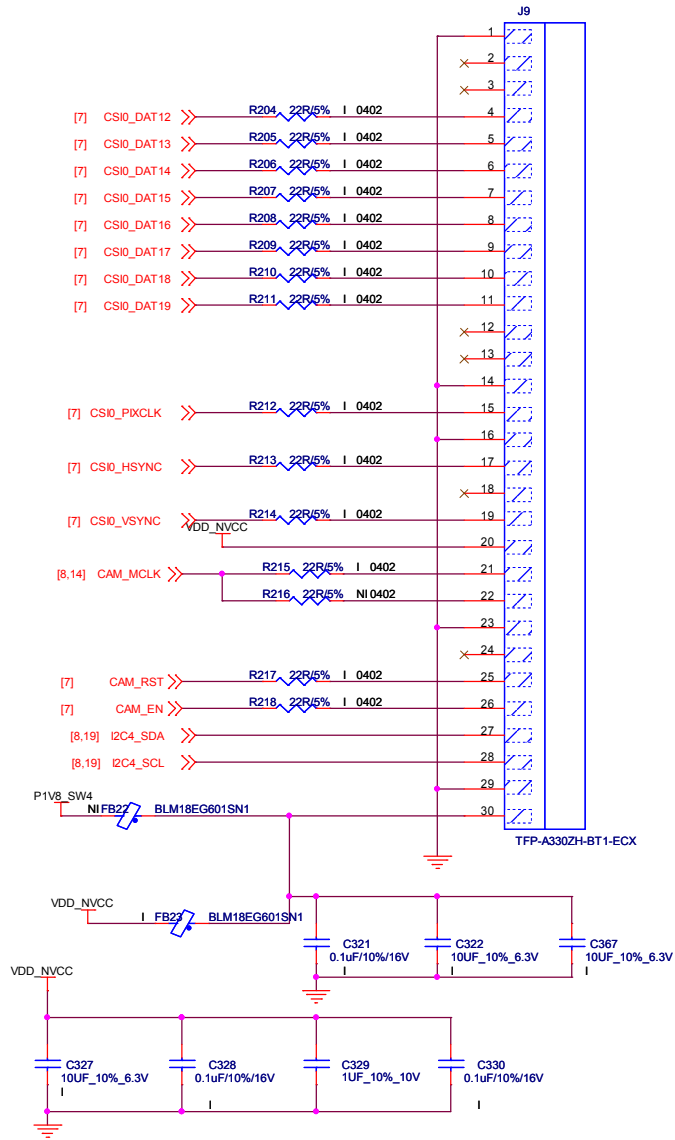 J9
1
2
3
[7] CSI0_DAT12 R204 22R/5% I 0402 4
[7] CSI0_DAT13 R205 22R/5% I 0402 5
[7] CSI0_DAT14 R206 22R/5% I 0402 6
[7] CSI0_DAT15 R207 22R/5% I 0402 7
[7] CSI0_DAT16 R208 22R/5% I 0402 8
[7] CSI0_DAT17 R209 22R/5% I 0402 9
[7] CSI0_DAT18 R210 22R/5% I 0402 10
[7] CSI0_DAT19 R211 22R/5% I 0402 11
12
13
14
[7] CSI0_PIXCLK R212 22R/5% I 0402 15
16
[7] CSI0_HSYNC R213 22R/5% I 0402 17
18
[7] CSI0_VSYNC R214 22R/5% I 0402 19
VDD_NVCC
20
[8,14] CAM_MCLK R215 22R/5% I 0402 21
R216 22R/5% NI 0402 22
23
24
[7] CAM_RST R217 22R/5% I 0402 25
[7] CAM_EN R218 22R/5% I 0402 26
[8,19] I2C4_SDA 27
[8,19] I2C4_SCL 28
29
P1V8_SW4
NI FB22 BLM18EG601SN1 30
TFP-A330ZH-BT1-ECX
VDD_NVCC
I FB23 BLM18EG601SN1
C321 C322 C367
0.1uF/10%/16V 10UF_10%_6.3V 10UF_10%_6.3V
I I I
VDD_NVCC
C327 C328 C329 C330
10UF_10%_6.3V 0.1uF/10%/16V 1UF_10%_10V 0.1uF/10%/16V
I I I